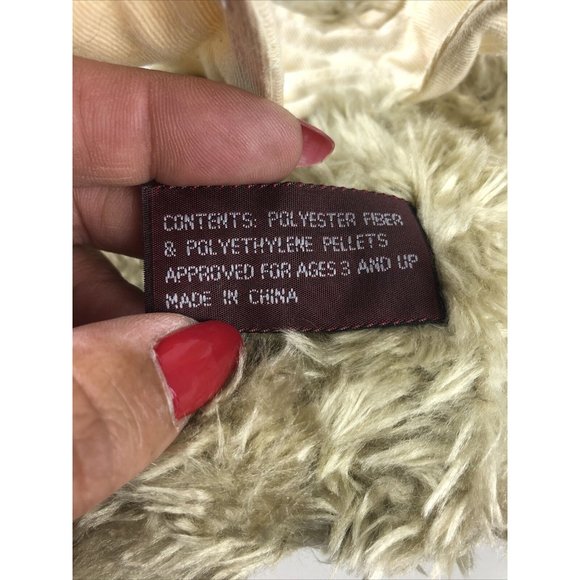 CONTENTS: POLYESTER FIBER
& POLYETHYLENE PELLETS
APPROVED FOR AGES 3 AND UP
MADE IN CHINA